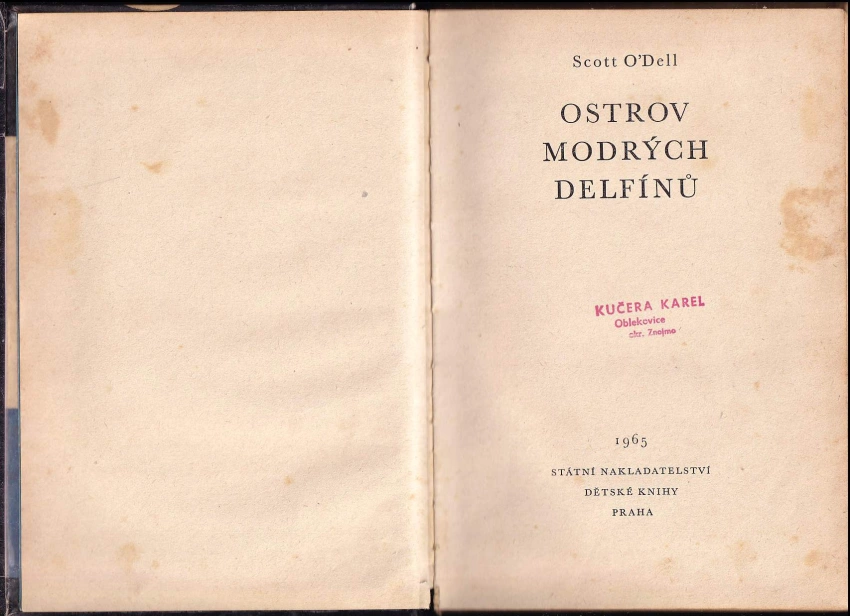 Scott O'Dell
OSTROV
MODRÝCH
DELFÍNŮ
KUČERA KAREL
Oblekovice
okr. Znojmo
1965
STÁTNÍ NAKLADATELSTVÍ
DĚTSKÉ KNIHY
PRAHA